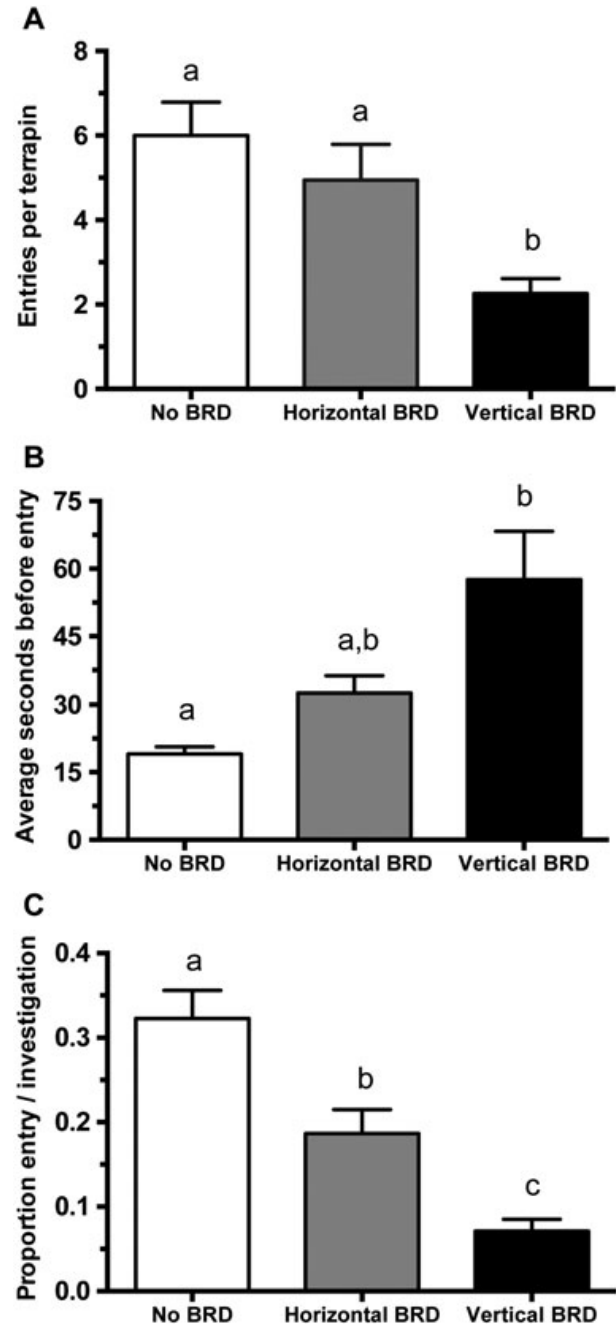 A
Entries per terrapin
8
6
4
2
0
a
a
b
No BRD
Horizontal BRD
Vertical BRD
B
Average seconds before entry
75
60
45
30
15
0
a
a,b
b
No BRD
Horizontal BRD
Vertical BRD
C
Proportion entry / investigation
0.4
0.3
0.2
0.1
0.0
a
b
c
No BRD
Horizontal BRD
Vertical BRD